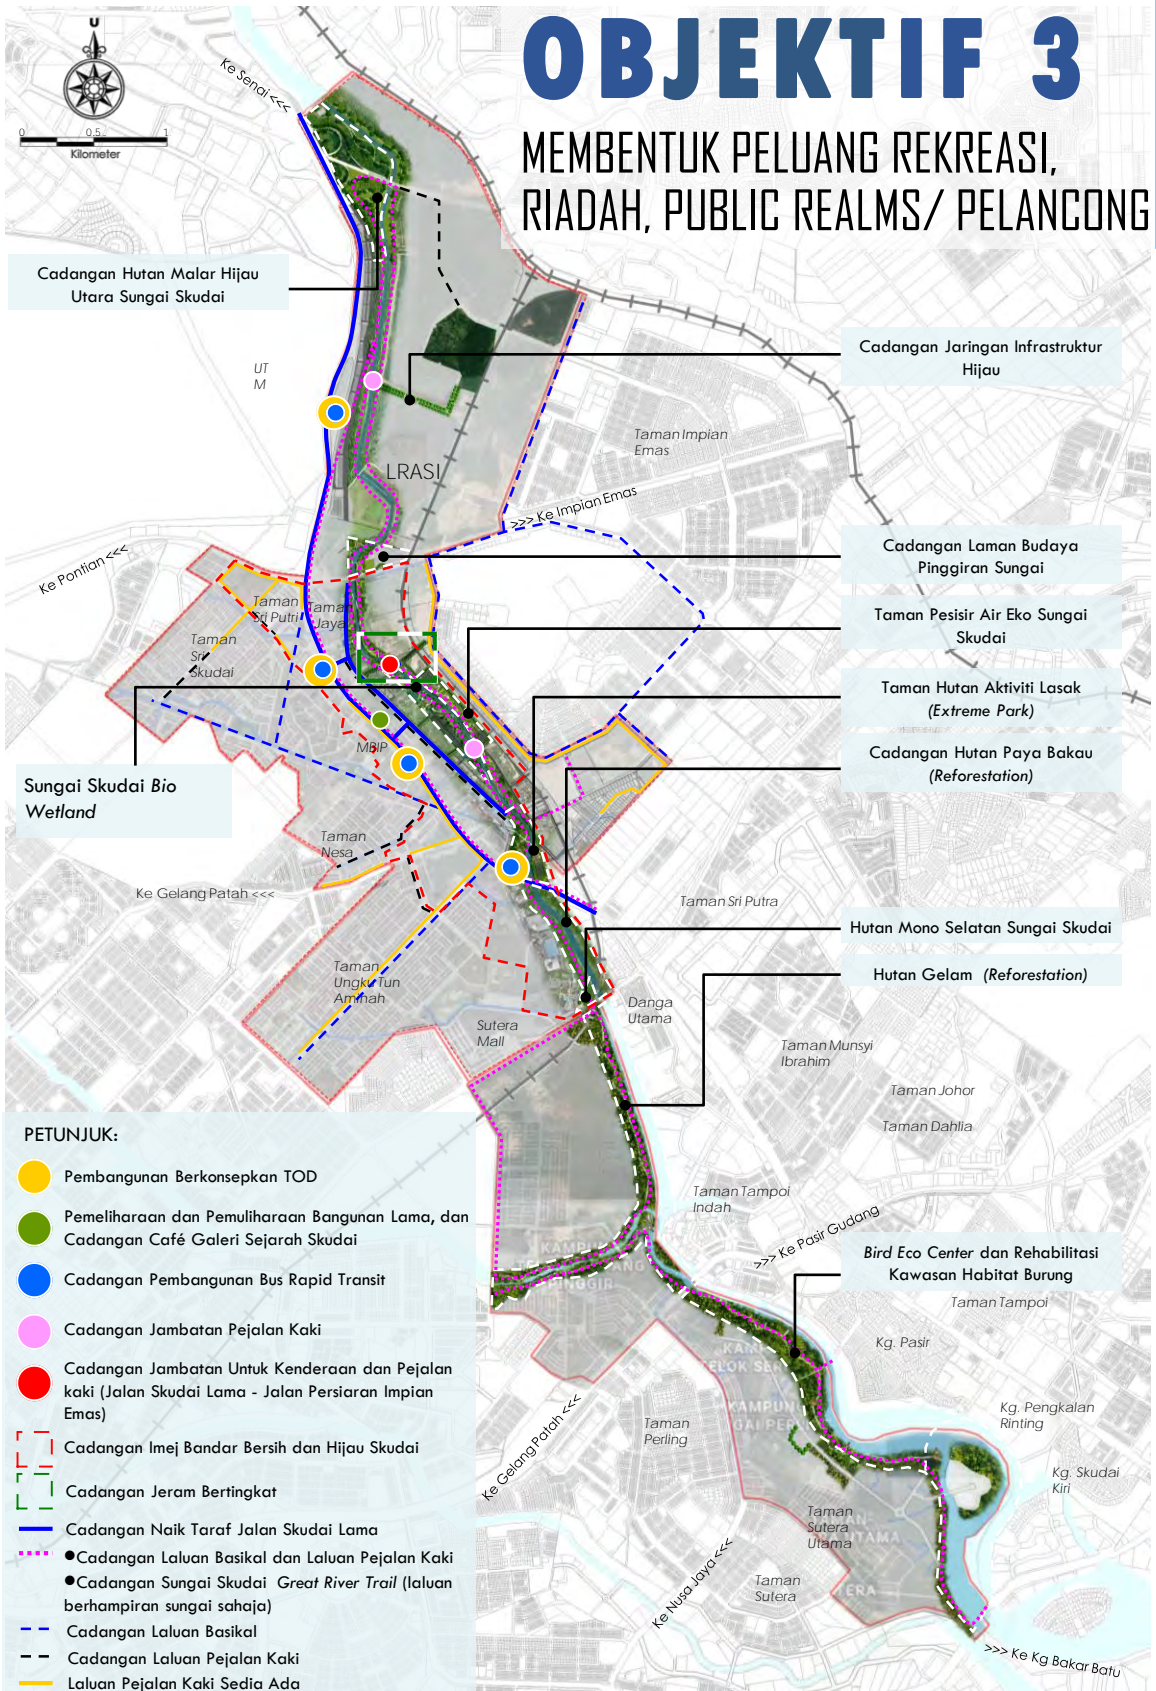 OBJEKTIF 3
MEMBENTUK PELUANG REKREASI,
RIADAH, PUBLIC REALMS/ PELANCONG
U
0
0.5
1
Kilometer
Ke Senai <<<
Cadangan Hutan Malar Hijau
Utara Sungai Skudai
Cadangan Jaringan Infrastruktur
Hijau
UT
M
Taman Impian
Emas
LRASI
>>> Ke Impian Emas
Cadangan Laman Budaya
Pinggiran Sungai
Ke Pontian <<<
Taman
Sri Putri
Taman
Jaya
Taman
Sri
Skudai
Taman Pesisir Air Eko Sungai
Skudai
Taman Hutan Aktiviti Lasak
(Extreme Park)
MBIP
Cadangan Hutan Paya Bakau
(Reforestation)
Sungai Skudai Bio
Wetland
Taman
Nesa
Ke Gelang Patah <<<
Taman Sri Putra
Hutan Mono Selatan Sungai Skudai
Taman
Ungku Tun
Aminah
Hutan Gelam (Reforestation)
Danga
Utama
Sutera
Mall
Taman Munsyi
Ibrahim
Taman Johor
Taman Dahlia
Taman Tampoi
Indah
>>> Ke Pasir Gudang
Bird Eco Center dan Rehabilitasi
Kawasan Habitat Burung
Taman Tampoi
Kg. Pasir
Kg. Pengkalan
Rinting
Kg. Skudai
Kiri
Ke Gelang Patah <<<
Taman
Perling
Taman
Sutera
Utama
Ke Nusa Jaya <<<
Taman
Sutera
>>> Ke Kg Bakar Batu
PETUNJUK:
Pembangunan Berkonsepkan TOD
Pemeliharaan dan Pemuliharaan Bangunan Lama, dan
Cadangan Café Galeri Sejarah Skudai
Cadangan Pembangunan Bus Rapid Transit
Cadangan Jambatan Pejalan Kaki
Cadangan Jambatan Untuk Kenderaan dan Pejalan
kaki (Jalan Skudai Lama - Jalan Persiaran Impian
Emas)
Cadangan Imej Bandar Bersih dan Hijau Skudai
Cadangan Jeram Bertingkat
Cadangan Naik Taraf Jalan Skudai Lama
●Cadangan Laluan Basikal dan Laluan Pejalan Kaki
●Cadangan Sungai Skudai Great River Trail (laluan
berhampiran sungai sahaja)
Cadangan Laluan Basikal
Cadangan Laluan Pejalan Kaki
Laluan Pejalan Kaki Sedia Ada